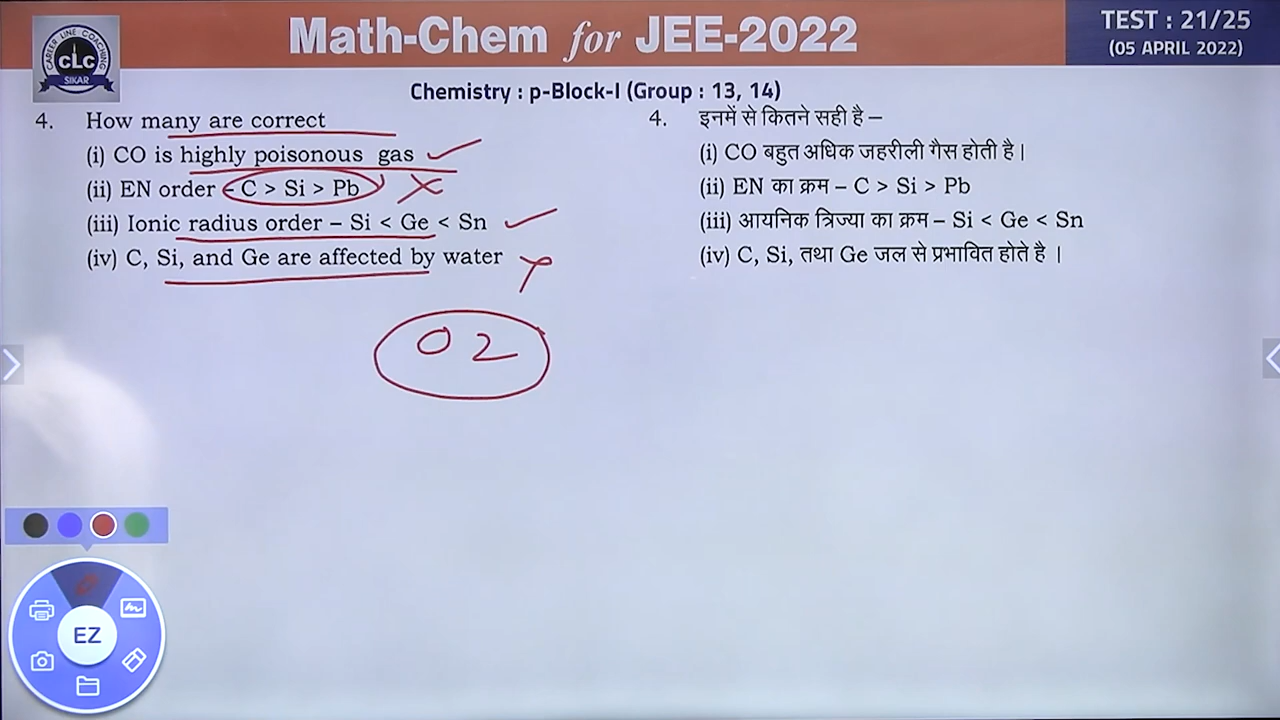 CAREER LINE COACHING
CLC
SIKAR
Math-Chem for JEE-2022
TEST : 21/25
(05 APRIL 2022)
Chemistry : p-Block-I (Group : 13, 14)
4. How many are correct
(i) CO is highly poisonous gas
(ii) EN order – C > Si > Pb
(iii) Ionic radius order – Si < Ge < Sn
(iv) C, Si, and Ge are affected by water
02
4. इनमें से कितने सही है –
(i) CO बहुत अधिक जहरीली गैस होती है।
(ii) EN का क्रम – C > Si > Pb
(iii) आयनिक त्रिज्या का क्रम – Si < Ge < Sn
(iv) C, Si, तथा Ge जल से प्रभावित होते है ।
EZ